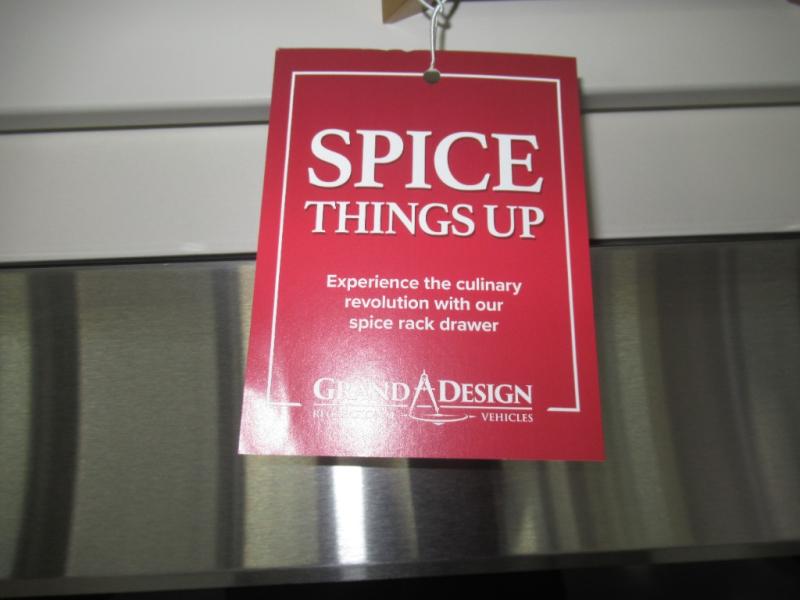 SPICE
THINGS UP
Experience the culinary
revolution with our
spice rack drawer
GRAND DESIGN
VEHICLES